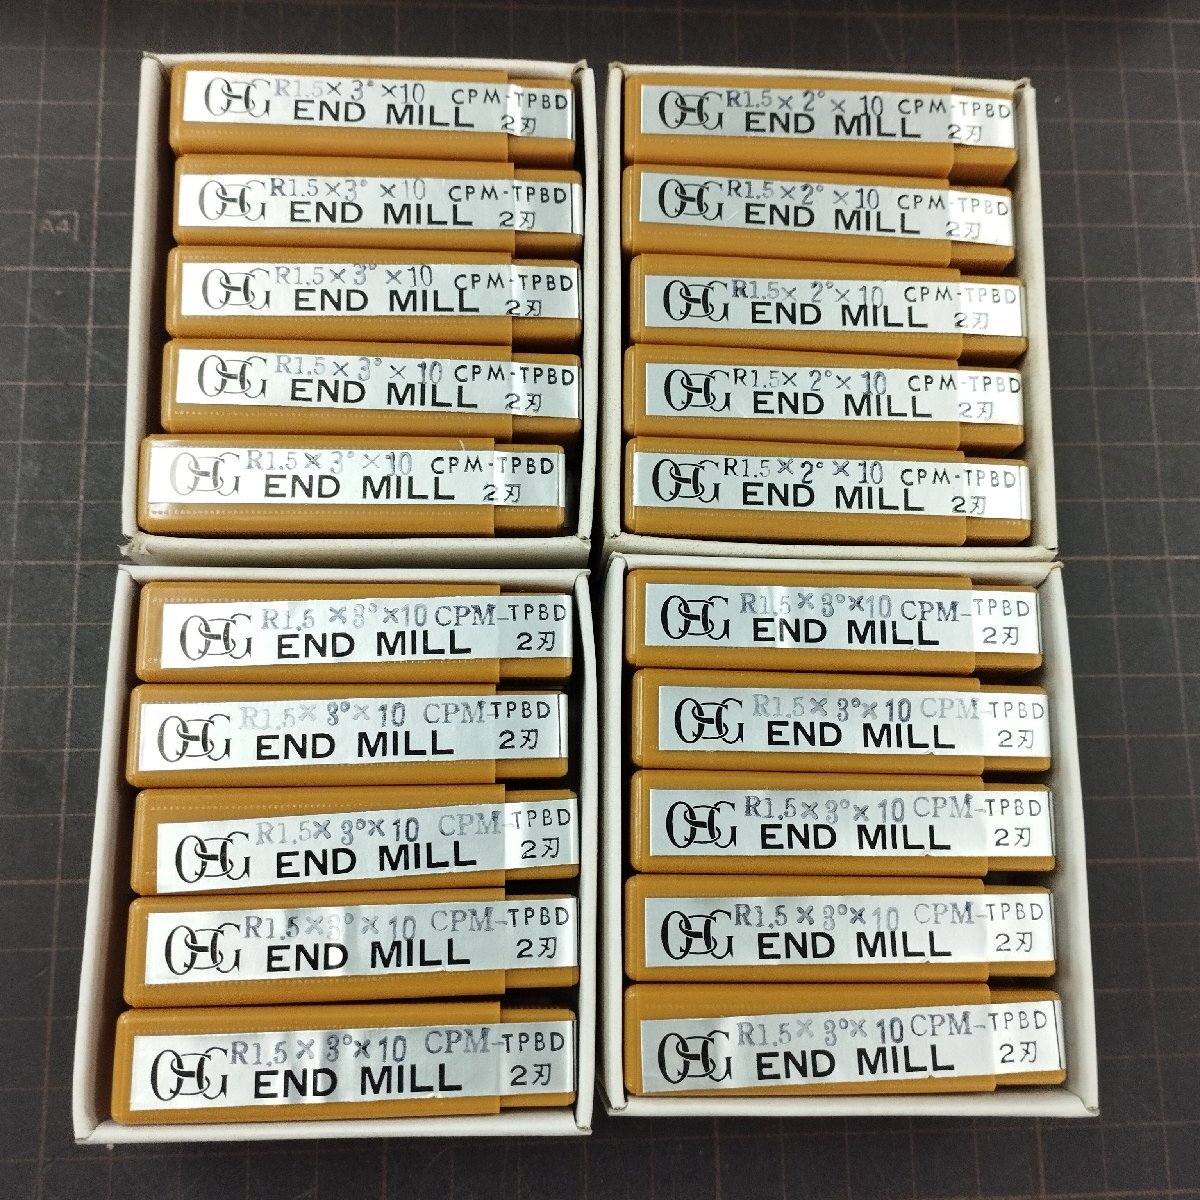 R1.5×3°×10 CPM-TPBD
OSG END MILL 2刃
R1.5×3°×10 CPM-TPBD
OSG END MILL 2刃
R1.5×3°×10 CPM-TPBD
OSG END MILL 2刃
R1.5×3°×10 CPM-TPBD
OSG END MILL 2刃
R1.5×3°×10 CPM-TPBD
OSG END MILL 2刃
R1.5×2°×10 CPM-TPBD
OSG END MILL 2刃
R1.5×2°×10 CPM-TPBD
OSG END MILL 2刃
R1.5×2°×10 CPM-TPBD
OSG END MILL 2刃
R1.5×2°×10 CPM-TPBD
OSG END MILL 2刃
R1.5×2°×10 CPM-TPBD
OSG END MILL 2刃
R1.5×3°×10 CPM-TPBD
OSG END MILL 2刃
R1.5×3°×10 CPM-TPBD
OSG END MILL 2刃
R1.5×3°×10 CPM-TPBD
OSG END MILL 2刃
R1.5×3°×10 CPM-TPBD
OSG END MILL 2刃
R1.5×3°×10 CPM-TPBD
OSG END MILL 2刃
R1.5×3°×10 CPM-TPBD
OSG END MILL 2刃
R1.5×3°×10 CPM-TPBD
OSG END MILL 2刃
R1.5×3°×10 CPM-TPBD
OSG END MILL 2刃
R1.5×3°×10 CPM-TPBD
OSG END MILL 2刃
R1.5×3°×10 CPM-TPBD
OSG END MILL 2刃
A4